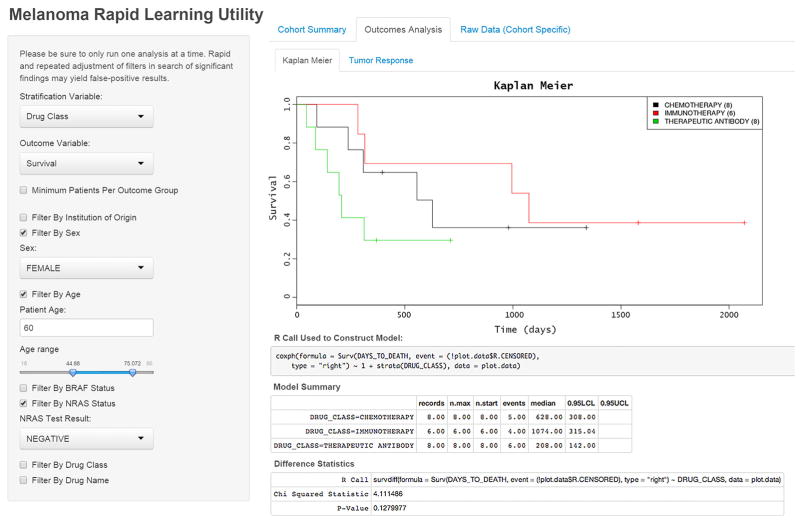 Melanoma Rapid Learning Utility
Please be sure to only run one analysis at a time. Rapid
and repeated adjustment of filters in search of significant
findings may yield false-positive results.
Stratification Variable:
Drug Class
Outcome Variable:
Survival
Minimum Patients Per Outcome Group
Filter By Institution of Origin
Filter By Sex
Sex:
FEMALE
Filter By Age
Patient Age:
60
Age range
44.66 75.072
Filter By BRAF Status
Filter By NRAS Status
NRAS Test Result:
NEGATIVE
Filter By Drug Class
Filter By Drug Name
Cohort Summary Outcomes Analysis Raw Data (Cohort Specific)
Kaplan Meier Tumor Response
Kaplan Meier
CHEMOTHERAPY (8)
IMMUNOTHERAPY (6)
THERAPEUTIC ANTIBODY (8)
Survival
1.0
0.8
0.6
0.4
0.2
0
0 500 1000 1500 2000
Time (days)
R Call Used to Construct Model:
coxph(formula = Surv(DAYS_TO_DEATH, event = (!plot.data$R.CENSORED),
type = "right") ~ 1 + strata(DRUG_CLASS), data = plot.data)
Model Summary
records n.max n.start events median 0.95LCL 0.95UCL
DRUG_CLASS=CHEMOTHERAPY 8.00 8.00 8.00 5.00 628.00 308.00
DRUG_CLASS=IMMUNOTHERAPY 6.00 6.00 6.00 4.00 1074.00 315.04
DRUG_CLASS=THERAPEUTIC ANTIBODY 8.00 8.00 8.00 6.00 208.00 142.00
Difference Statistics
R Call survdiff(formula = Surv(DAYS_TO_DEATH, event = (!plot.data$R.CENSORED), type = "right") ~ DRUG_CLASS, data = plot.data)
Chi Squared Statistic 4.111486
P-Value 0.1279977